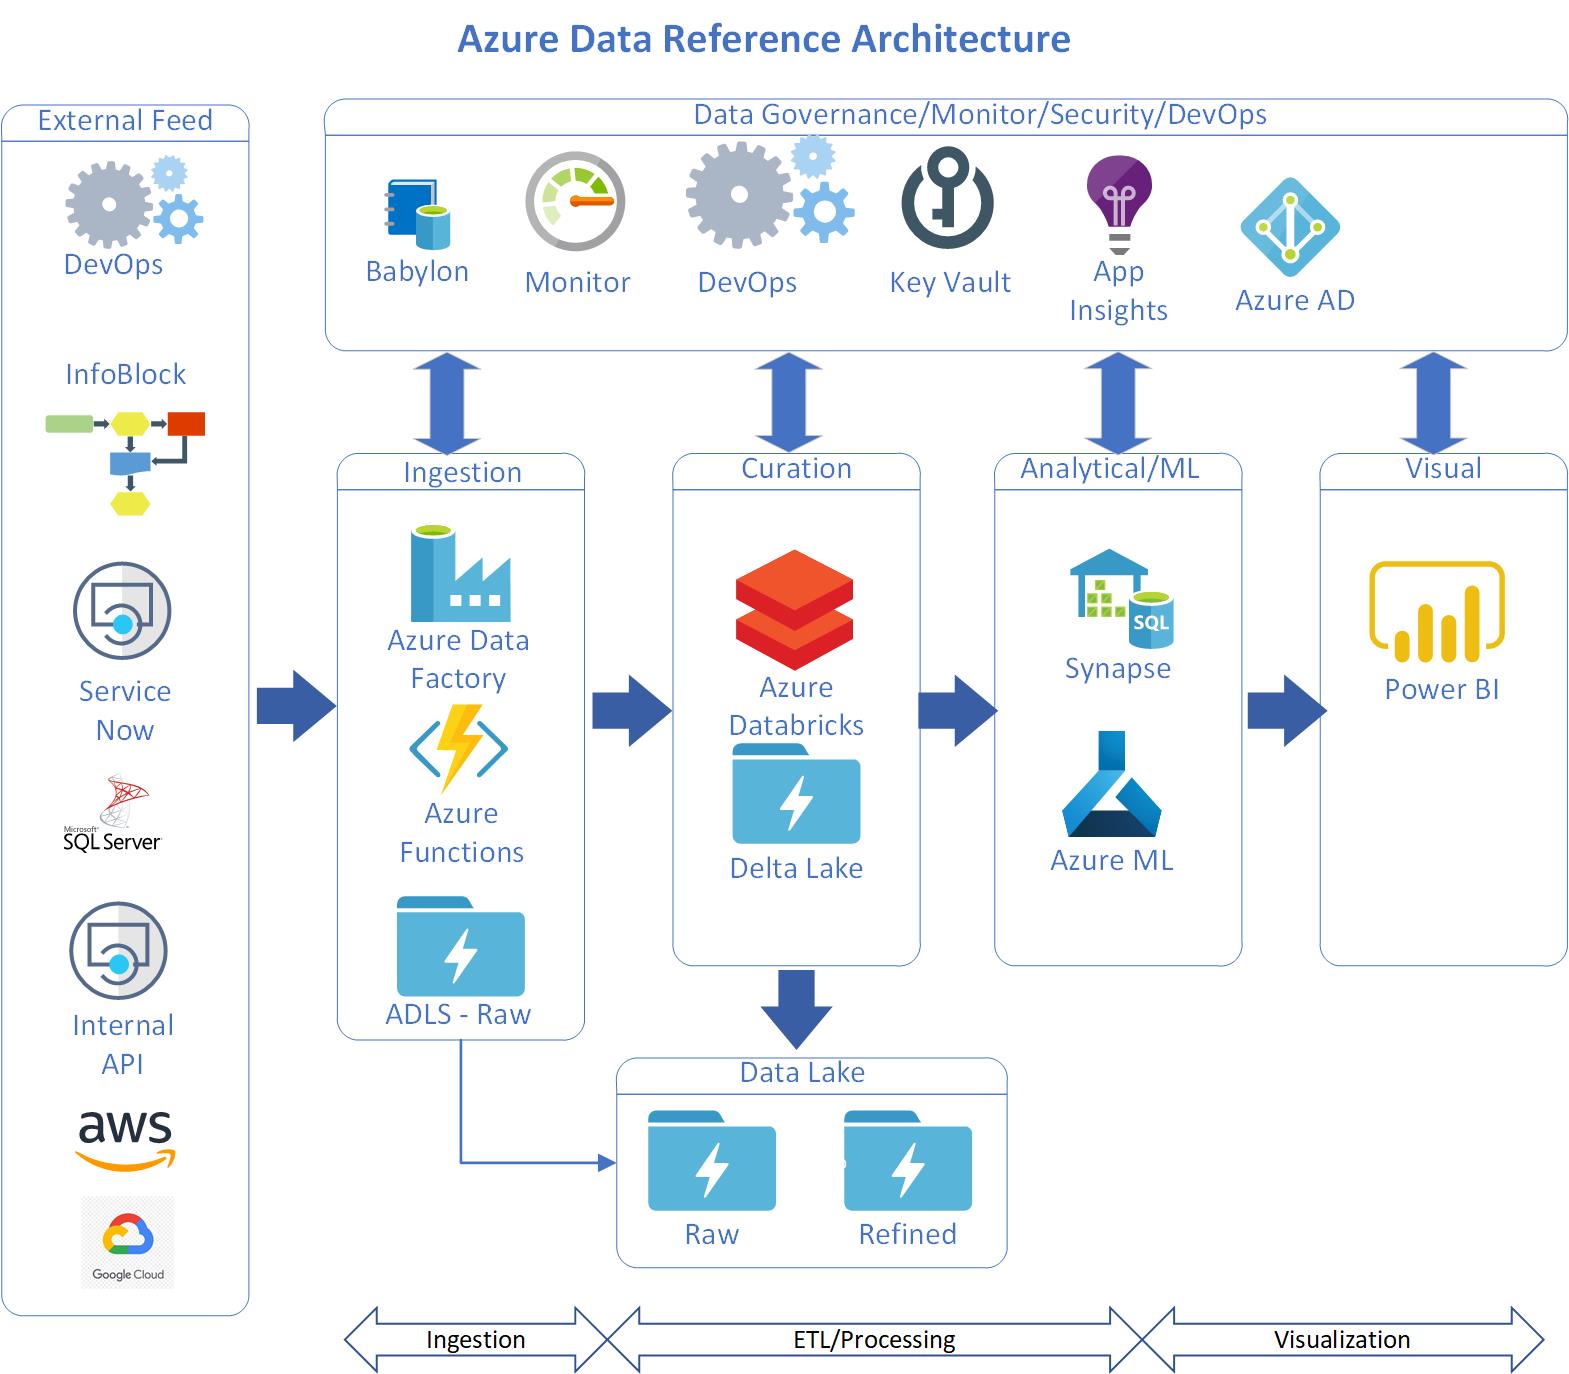 Azure Data Reference Architecture
External Feed
DevOps
InfoBlock
Service
Now
Microsoft®
SQL Server
Internal
API
aws
Google Cloud
Data Governance/Monitor/Security/DevOps
Babylon
Monitor
DevOps
Key Vault
App
Insights
Azure AD
Ingestion
Azure Data
Factory
Azure
Functions
ADLS - Raw
Curation
Azure
Databricks
Delta Lake
Analytical/ML
SQL
Synapse
Azure ML
Visual
Power BI
Data Lake
Raw
Refined
Ingestion
ETL/Processing
Visualization